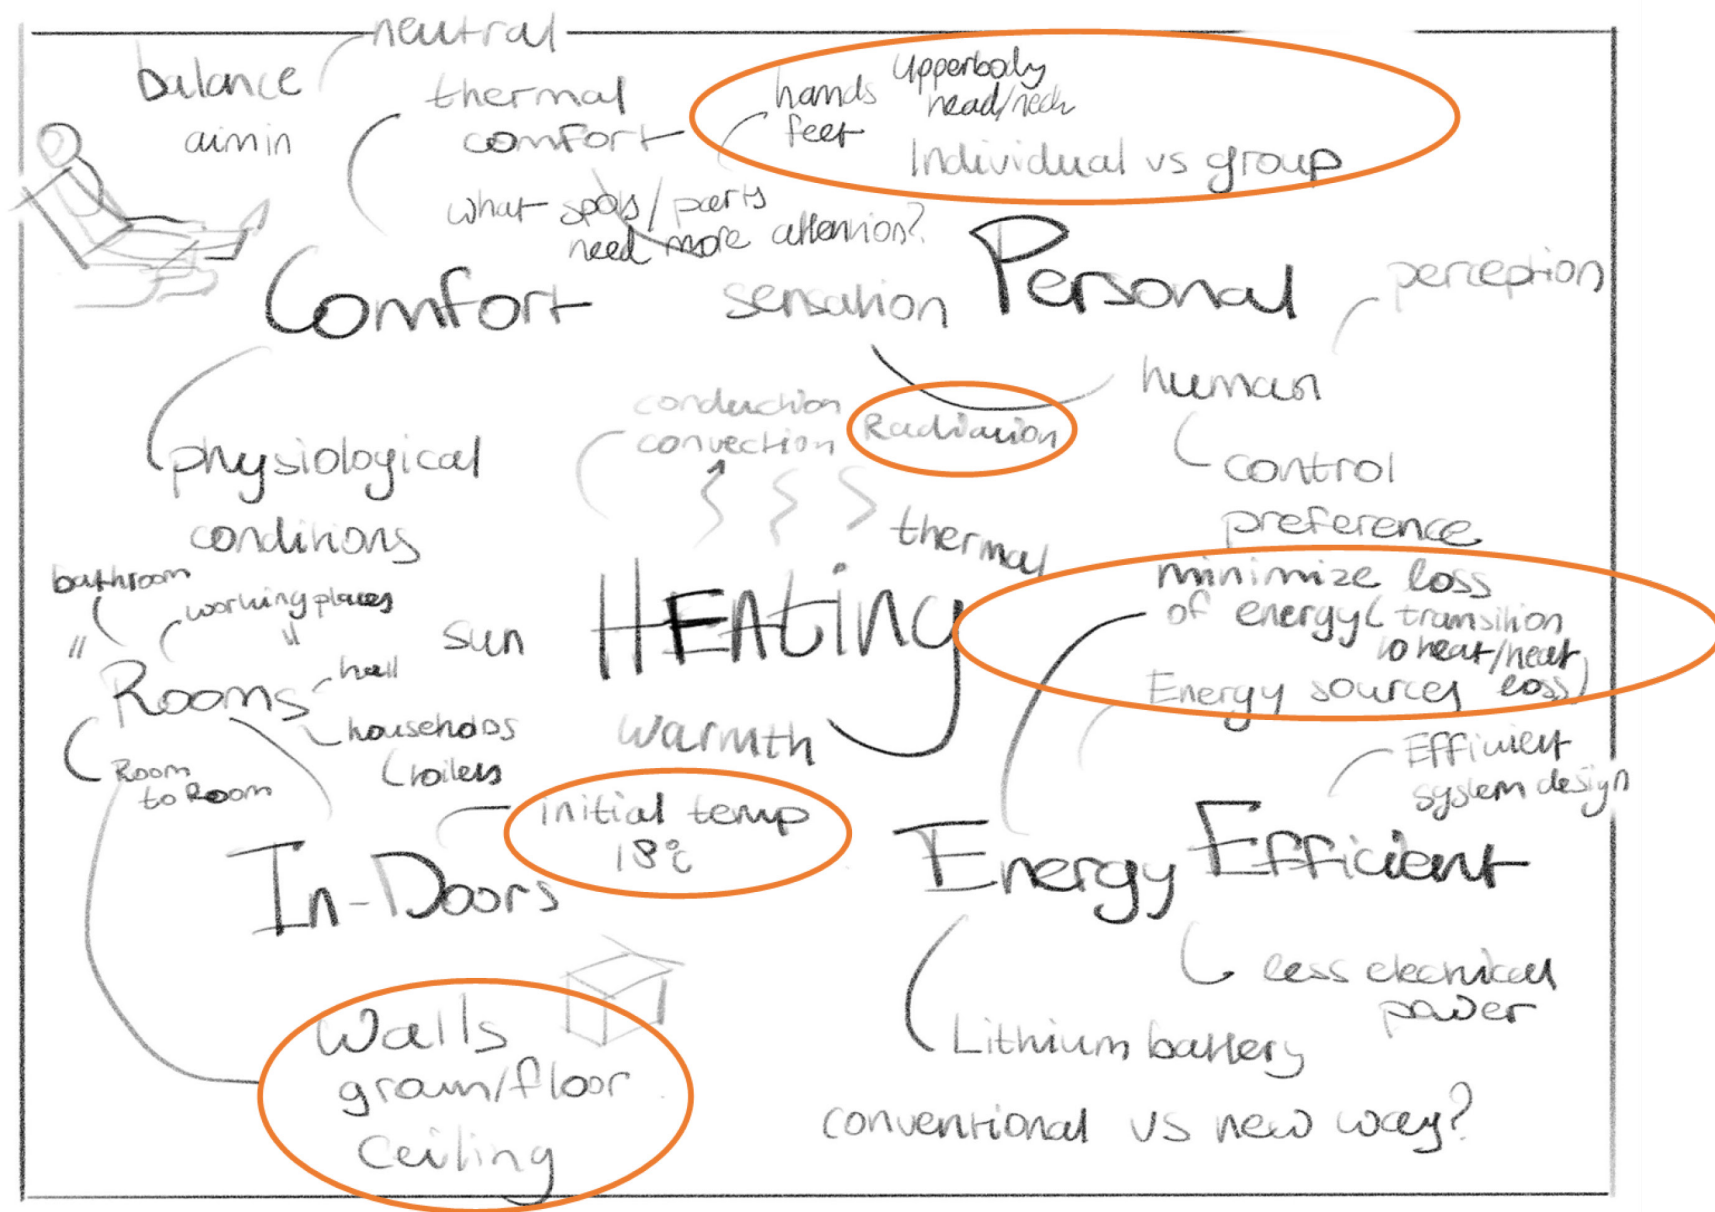 neutral
balance
aimin
thermal
comfort
hands
feet
Upperbody
head/neck
Individual vs group
what spots/parts
need more attention?
Comfort
sensation
Personal
perception
human
control
preference
physiological
conditions
conduction
convection
Radiation
thermal
HEATing
sun
warmth
bathroom
working places
"
"
Rooms
hall
households
toilets
Room
to Room
minimize loss
of energy (transition
to heat/heat
loss)
Energy sources
Efficient
system design
initial temp
18°C
In-Doors
Energy Efficient
less electrical
power
Lithium battery
conventional vs new way?
Walls
/floor
Ceiling